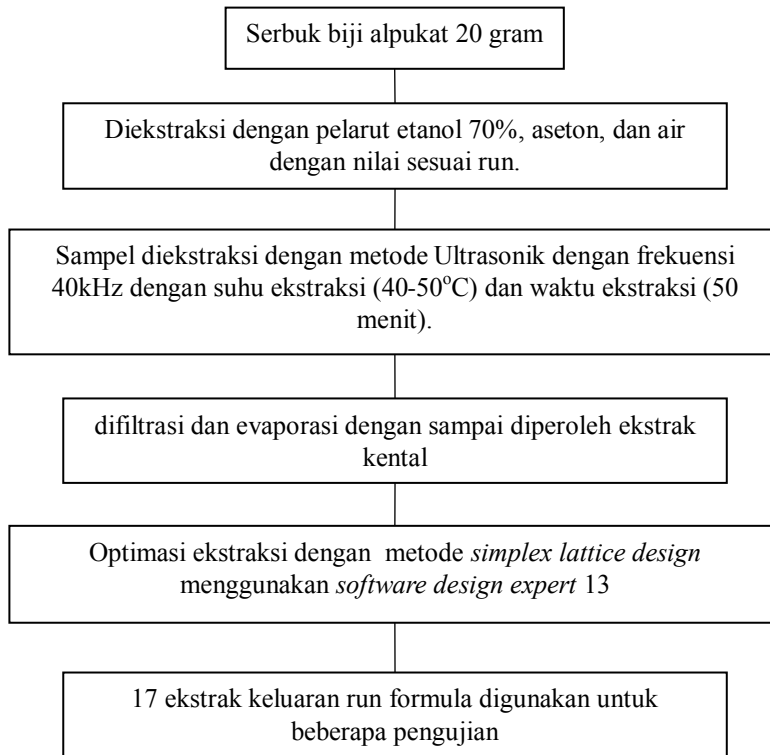 Serbuk biji alpukat 20 gram
Diekstraksi dengan pelarut etanol 70%, aseton, dan air
dengan nilai sesuai run.
Sampel diekstraksi dengan metode Ultrasonik dengan frekuensi
40kHz dengan suhu ekstraksi (40-50°C) dan waktu ekstraksi (50
menit).
difiltrasi dan evaporasi dengan sampai diperoleh ekstrak
kental
Optimasi ekstraksi dengan metode simplex lattice design
menggunakan software design expert 13
17 ekstrak keluaran run formula digunakan untuk
beberapa pengujian